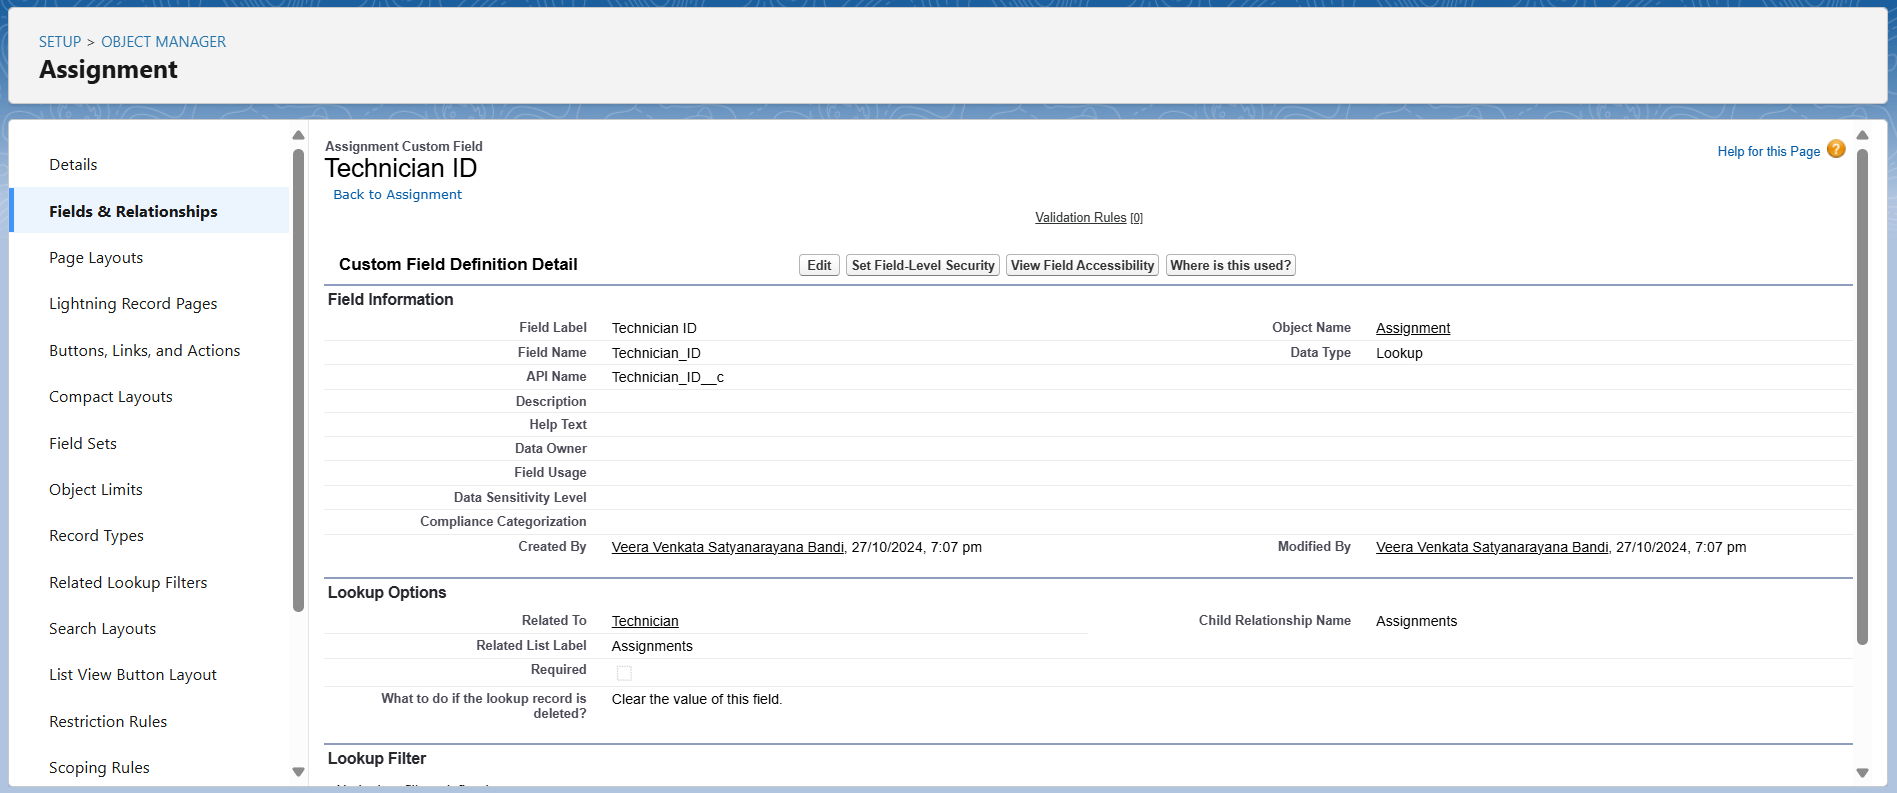 SETUP > OBJECT MANAGER
Assignment
Details
Fields & Relationships
Page Layouts
Lightning Record Pages
Buttons, Links, and Actions
Compact Layouts
Field Sets
Object Limits
Record Types
Related Lookup Filters
Search Layouts
List View Button Layout
Restriction Rules
Scoping Rules
Assignment Custom Field
Technician ID
Back to Assignment
Help for this Page ?
Validation Rules [0]
Custom Field Definition Detail
Edit Set Field-Level Security View Field Accessibility Where is this used?
Field Information
Field Label Technician ID Object Name Assignment
Field Name Technician_ID Data Type Lookup
API Name Technician_ID__c
Description
Help Text
Data Owner
Field Usage
Data Sensitivity Level
Compliance Categorization
Created By Veera Venkata Satyanarayana Bandi, 27/10/2024, 7:07 pm Modified By Veera Venkata Satyanarayana Bandi, 27/10/2024, 7:07 pm
Lookup Options
Related To Technician Child Relationship Name Assignments
Related List Label Assignments
Required
What to do if the lookup record is Clear the value of this field.
deleted?
Lookup Filter